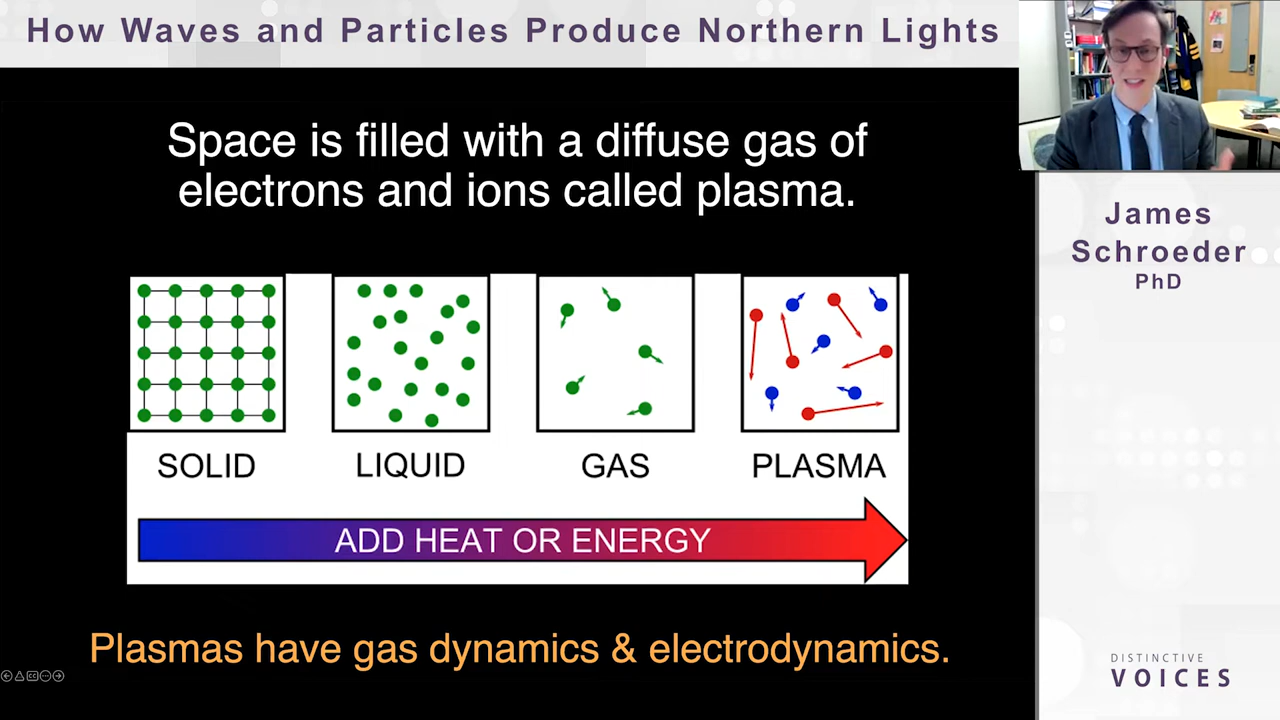 How Waves and Particles Produce Northern Lights
Space is filled with a diffuse gas of
electrons and ions called plasma.
SOLID
LIQUID
GAS
PLASMA
ADD HEAT OR ENERGY
Plasmas have gas dynamics & electrodynamics.
James
Schroeder
PhD
DISTINCTIVE
VOICES